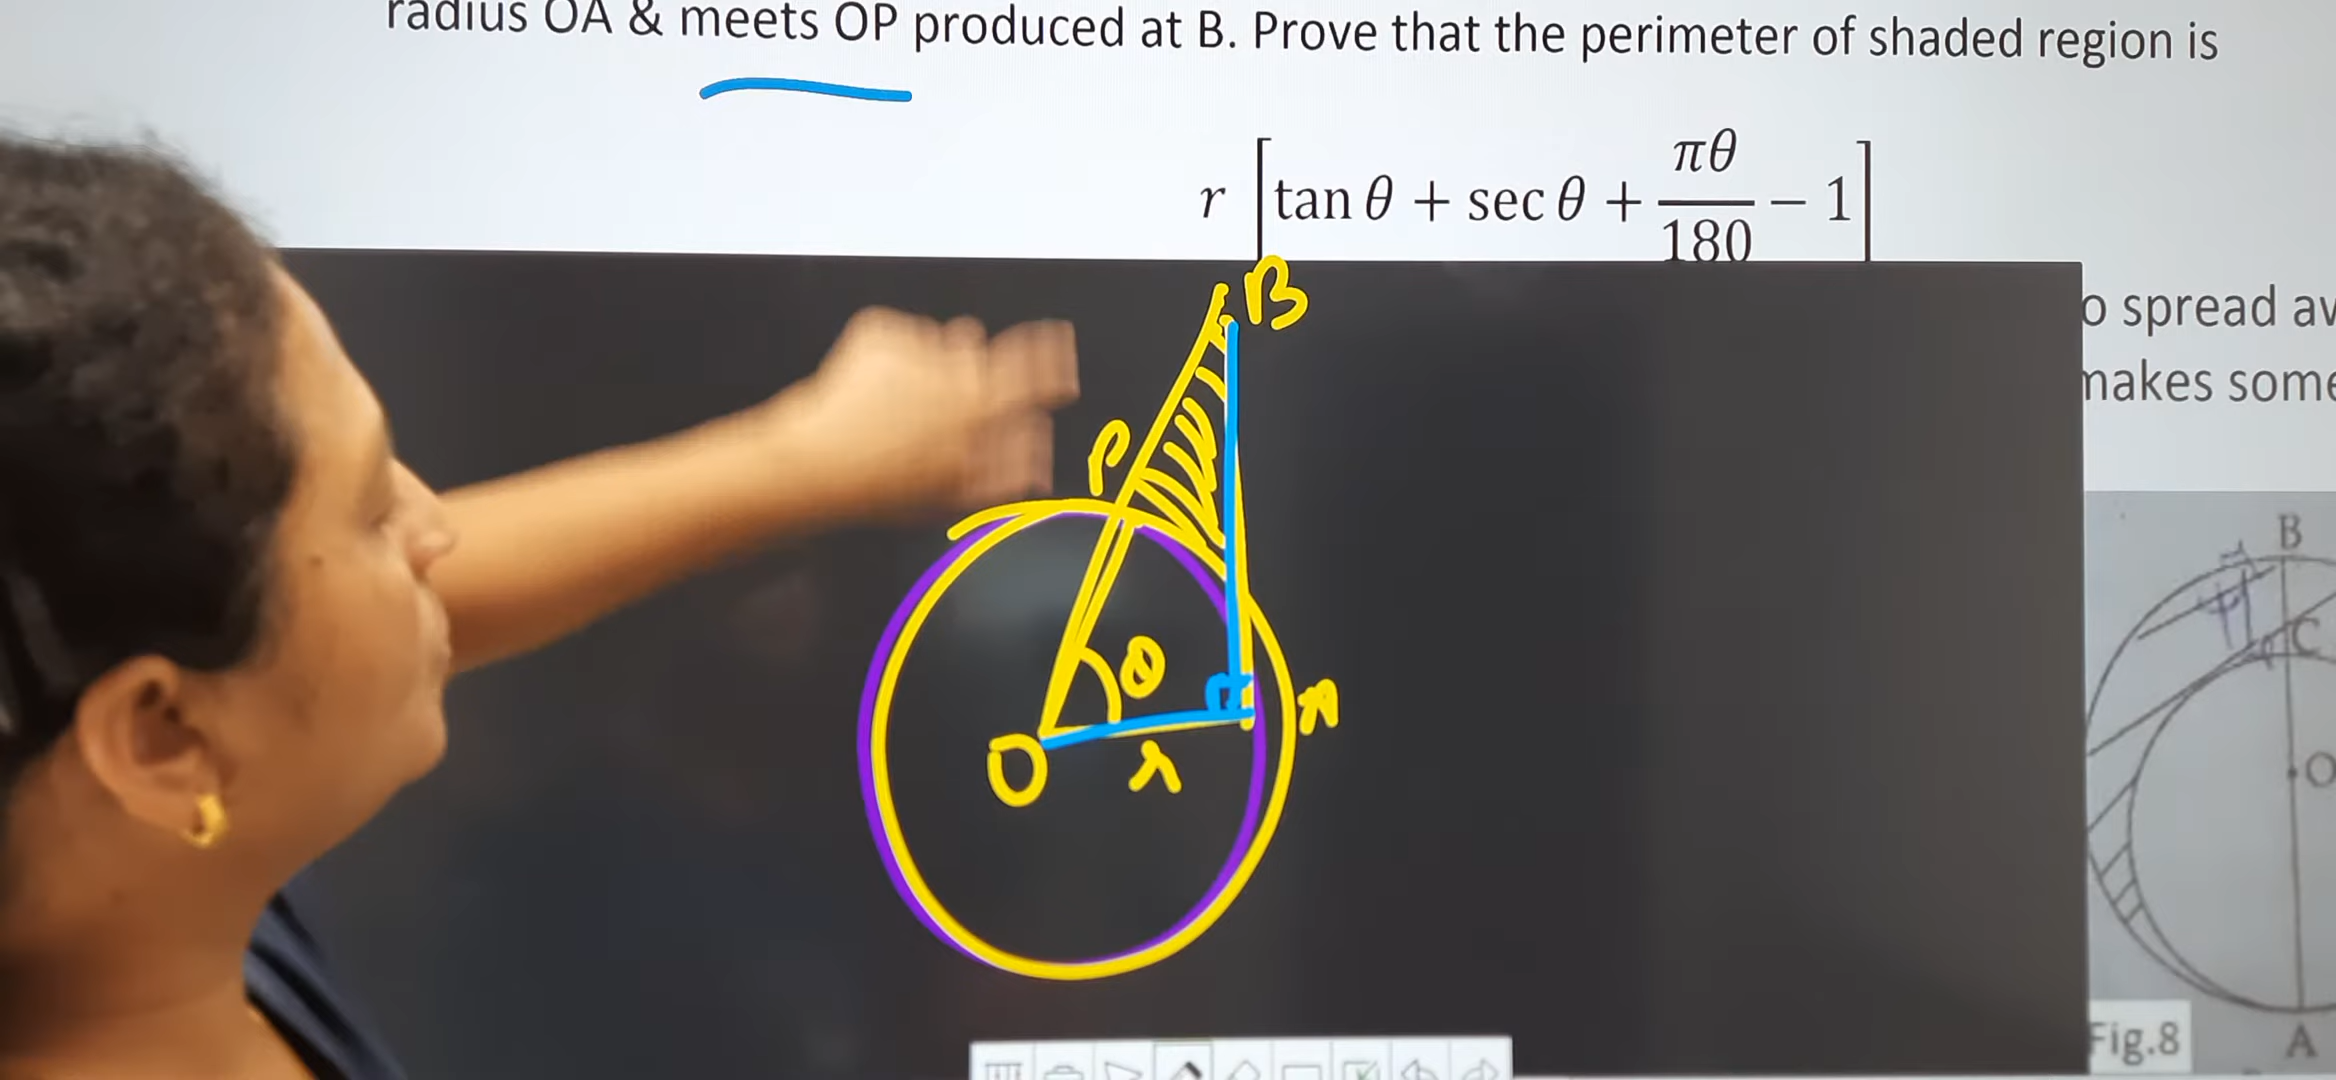 radius OA & meets OP produced at B. Prove that the perimeter of shaded region is
r [tan θ + sec θ + πθ/180 − 1]
o spread av
makes some
B
P
θ
O
r
A
B
C
O
A
Fig.8